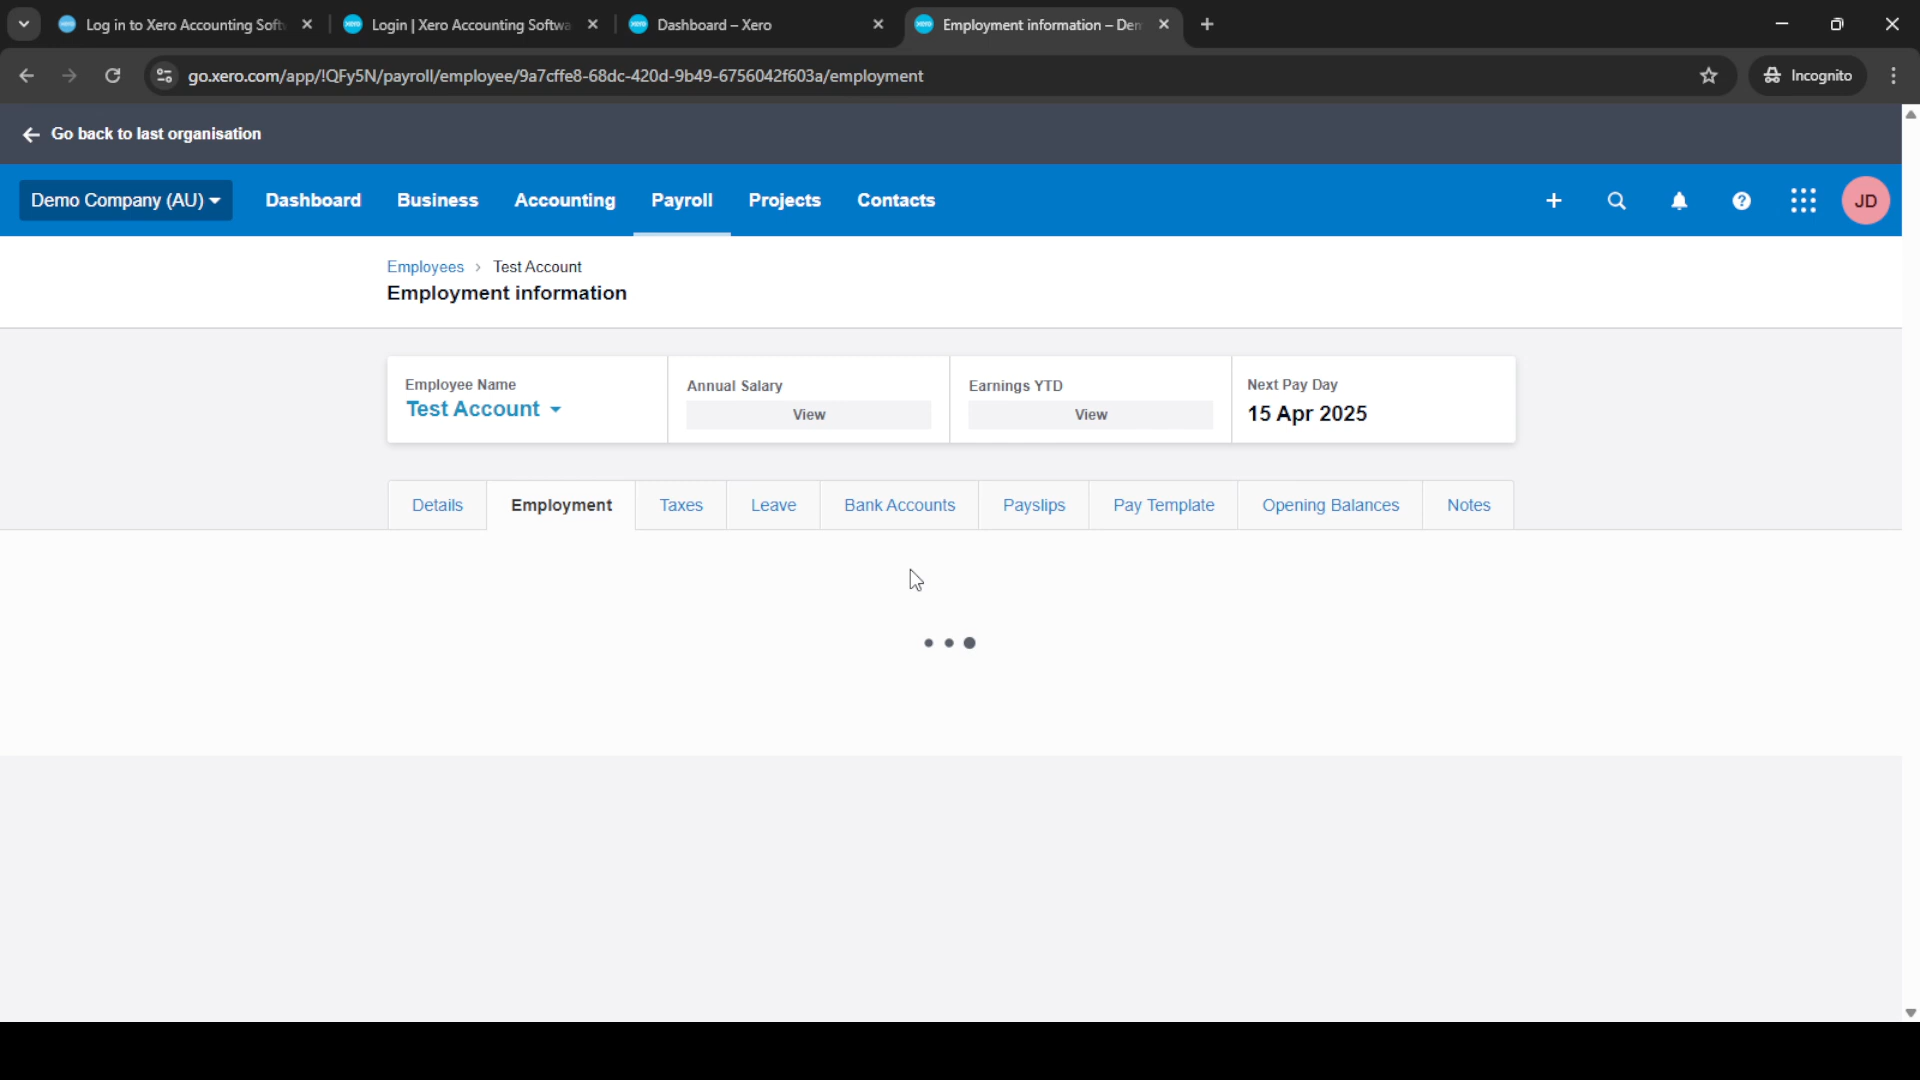 Log in to Xero Accounting Soft
Login | Xero Accounting Softwa
Dashboard – Xero
Employment information – Dem
go.xero.com/app/!QFy5N/payroll/employee/9a7cffe8-68dc-420d-9b49-6756042f603a/employment
Incognito
Go back to last organisation
Demo Company (AU)
Dashboard
Business
Accounting
Payroll
Projects
Contacts
JD
Employees > Test Account
Employment information
Employee Name
Test Account
Annual Salary
View
Earnings YTD
View
Next Pay Day
15 Apr 2025
Details
Employment
Taxes
Leave
Bank Accounts
Payslips
Pay Template
Opening Balances
Notes